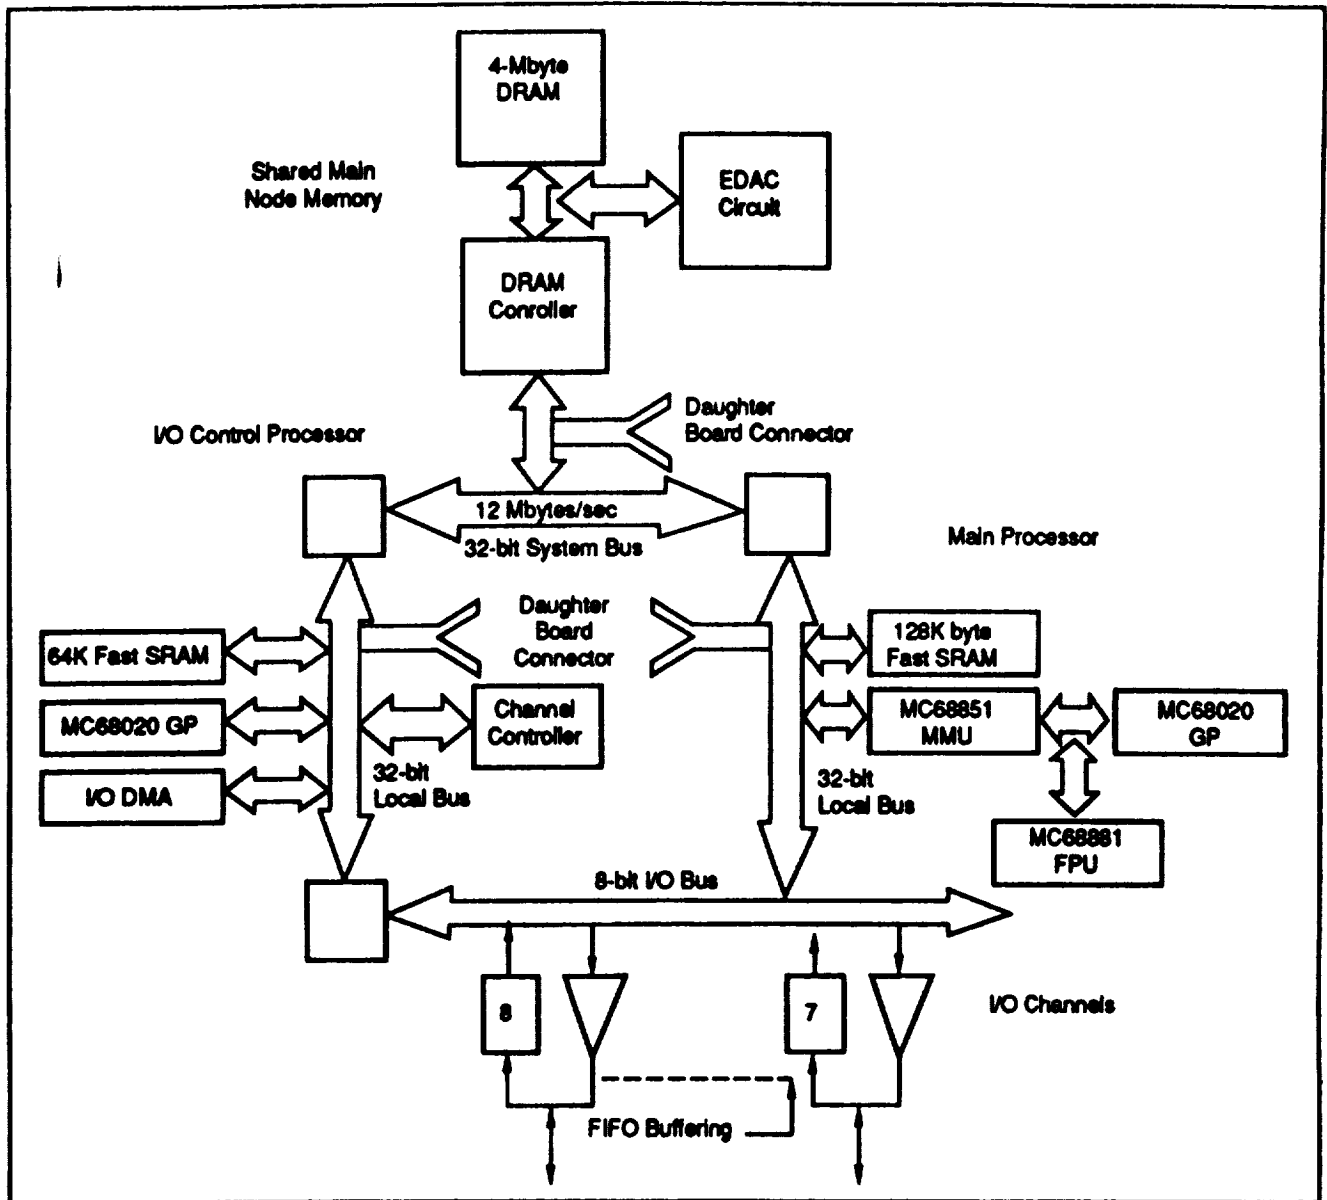 4-Mbyte
DRAM
Shared Main
Node Memory
EDAC
Circuit
DRAM
Conroller
Daughter
Board Connector
I/O Control Processor
12 Mbytes/sec
32-bit System Bus
Main Processor
Daughter
Board
Connector
64K Fast SRAM
128K byte
Fast SRAM
MC68020 GP
Channel
Controller
MC68851
MMU
MC68020
GP
I/O DMA
32-bit
Local Bus
32-bit
Local Bus
MC68881
FPU
8-bit I/O Bus
8
7
I/O Channels
FIFO Buffering